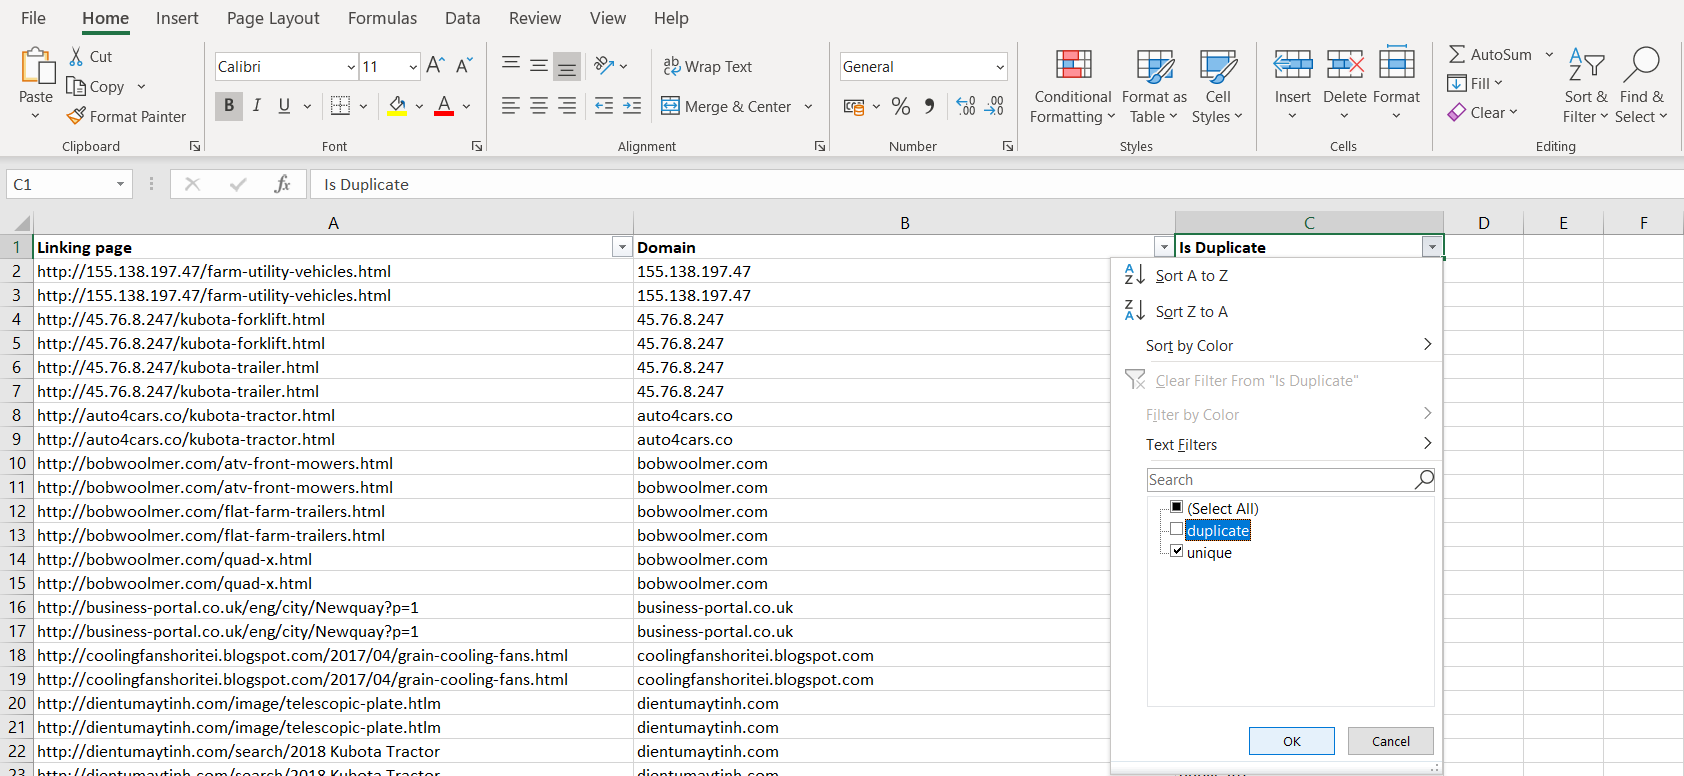 File Home Insert Page Layout Formulas Data Review View Help
Paste Cut Copy Format Painter
Clipboard
Calibri 11 A A
B I U A
Font
ab Wrap Text
Merge & Center
Alignment
General
% .00 .00
Number
Conditional Formatting Format as Table Cell Styles
Styles
Insert Delete Format
Cells
AutoSum Fill Clear
Sort & Filter Find & Select
Editing
C1 fx Is Duplicate
A B C D E F
1 Linking page Domain Is Duplicate
2 http://155.138.197.47/farm-utility-vehicles.html 155.138.197.47
3 http://155.138.197.47/farm-utility-vehicles.html 155.138.197.47
4 http://45.76.8.247/kubota-forklift.html 45.76.8.247
5 http://45.76.8.247/kubota-forklift.html 45.76.8.247
6 http://45.76.8.247/kubota-trailer.html 45.76.8.247
7 http://45.76.8.247/kubota-trailer.html 45.76.8.247
8 http://auto4cars.co/kubota-tractor.html auto4cars.co
9 http://auto4cars.co/kubota-tractor.html auto4cars.co
10 http://bobwoolmer.com/atv-front-mowers.html bobwoolmer.com
11 http://bobwoolmer.com/atv-front-mowers.html bobwoolmer.com
12 http://bobwoolmer.com/flat-farm-trailers.html bobwoolmer.com
13 http://bobwoolmer.com/flat-farm-trailers.html bobwoolmer.com
14 http://bobwoolmer.com/quad-x.html bobwoolmer.com
15 http://bobwoolmer.com/quad-x.html bobwoolmer.com
16 http://business-portal.co.uk/eng/city/Newquay?p=1 business-portal.co.uk
17 http://business-portal.co.uk/eng/city/Newquay?p=1 business-portal.co.uk
18 http://coolingfanshoritei.blogspot.com/2017/04/grain-cooling-fans.html coolingfanshoritei.blogspot.com
19 http://coolingfanshoritei.blogspot.com/2017/04/grain-cooling-fans.html coolingfanshoritei.blogspot.com
20 http://dientumaytinh.com/image/telescopic-plate.htlm dientumaytinh.com
21 http://dientumaytinh.com/image/telescopic-plate.htlm dientumaytinh.com
22 http://dientumaytinh.com/search/2018 Kubota Tractor dientumaytinh.com
23 http://dientumaytinh.com/search/2018 Kubota Tractor dientumaytinh.com
Sort A to Z
Sort Z to A
Sort by Color
Clear Filter From "Is Duplicate"
Filter by Color
Text Filters
Search
(Select All)
duplicate
unique
OK Cancel